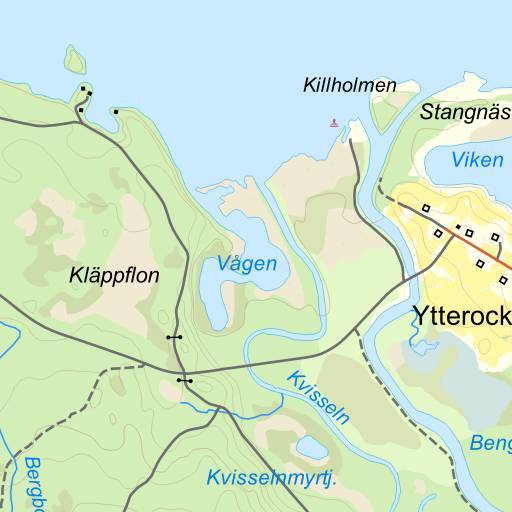 Killholmen
Stangnäs
Viken
Vågen
Kläppflon
Ytterock
Kvisseln
Kvisselnmyrtj.